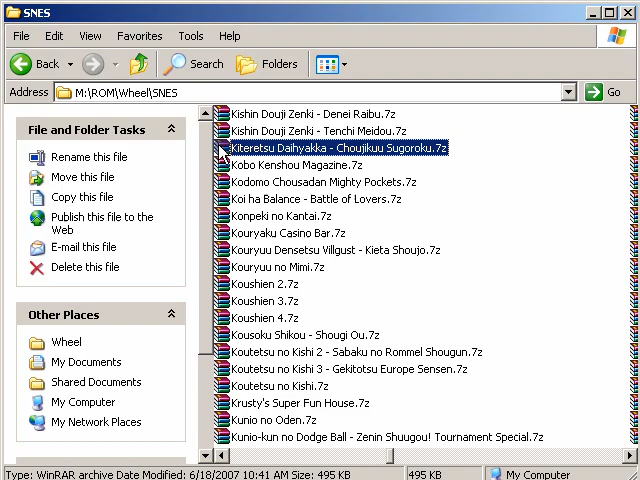 SNES
File Edit View Favorites Tools Help
Back Search Folders
Address M:\ROM\Wheel\SNES Go
File and Folder Tasks
Rename this file
Move this file
Copy this file
Publish this file to the
Web
E-mail this file
Delete this file
Other Places
Wheel
My Documents
Shared Documents
My Computer
My Network Places
Kishin Douji Zenki - Denei Raibu.7z
Kishin Douji Zenki - Tenchi Meidou.7z
Kiteretsu Daihyakka - Choujikuu Sugoroku.7z
Kobo Kenshou Magazine.7z
Kodomo Chousadan Mighty Pockets.7z
Koi ha Balance - Battle of Lovers.7z
Konpeki no Kantai.7z
Kouryaku Casino Bar.7z
Kouryuu Densetsu Villgust - Kieta Shoujo.7z
Kouryuu no Mimi.7z
Koushien 2.7z
Koushien 3.7z
Koushien 4.7z
Kousoku Shikou - Shougi Ou.7z
Koutetsu no Kishi 2 - Sabaku no Rommel Shougun.7z
Koutetsu no Kishi 3 - Gekitotsu Europe Sensen.7z
Koutetsu no Kishi.7z
Krusty's Super Fun House.7z
Kunio no Oden.7z
Kunio-kun no Dodge Ball - Zenin Shuugou! Tournament Special.7z
Type: WinRAR archive Date Modified: 6/18/2007 10:41 AM Size: 495 KB 495 KB My Computer